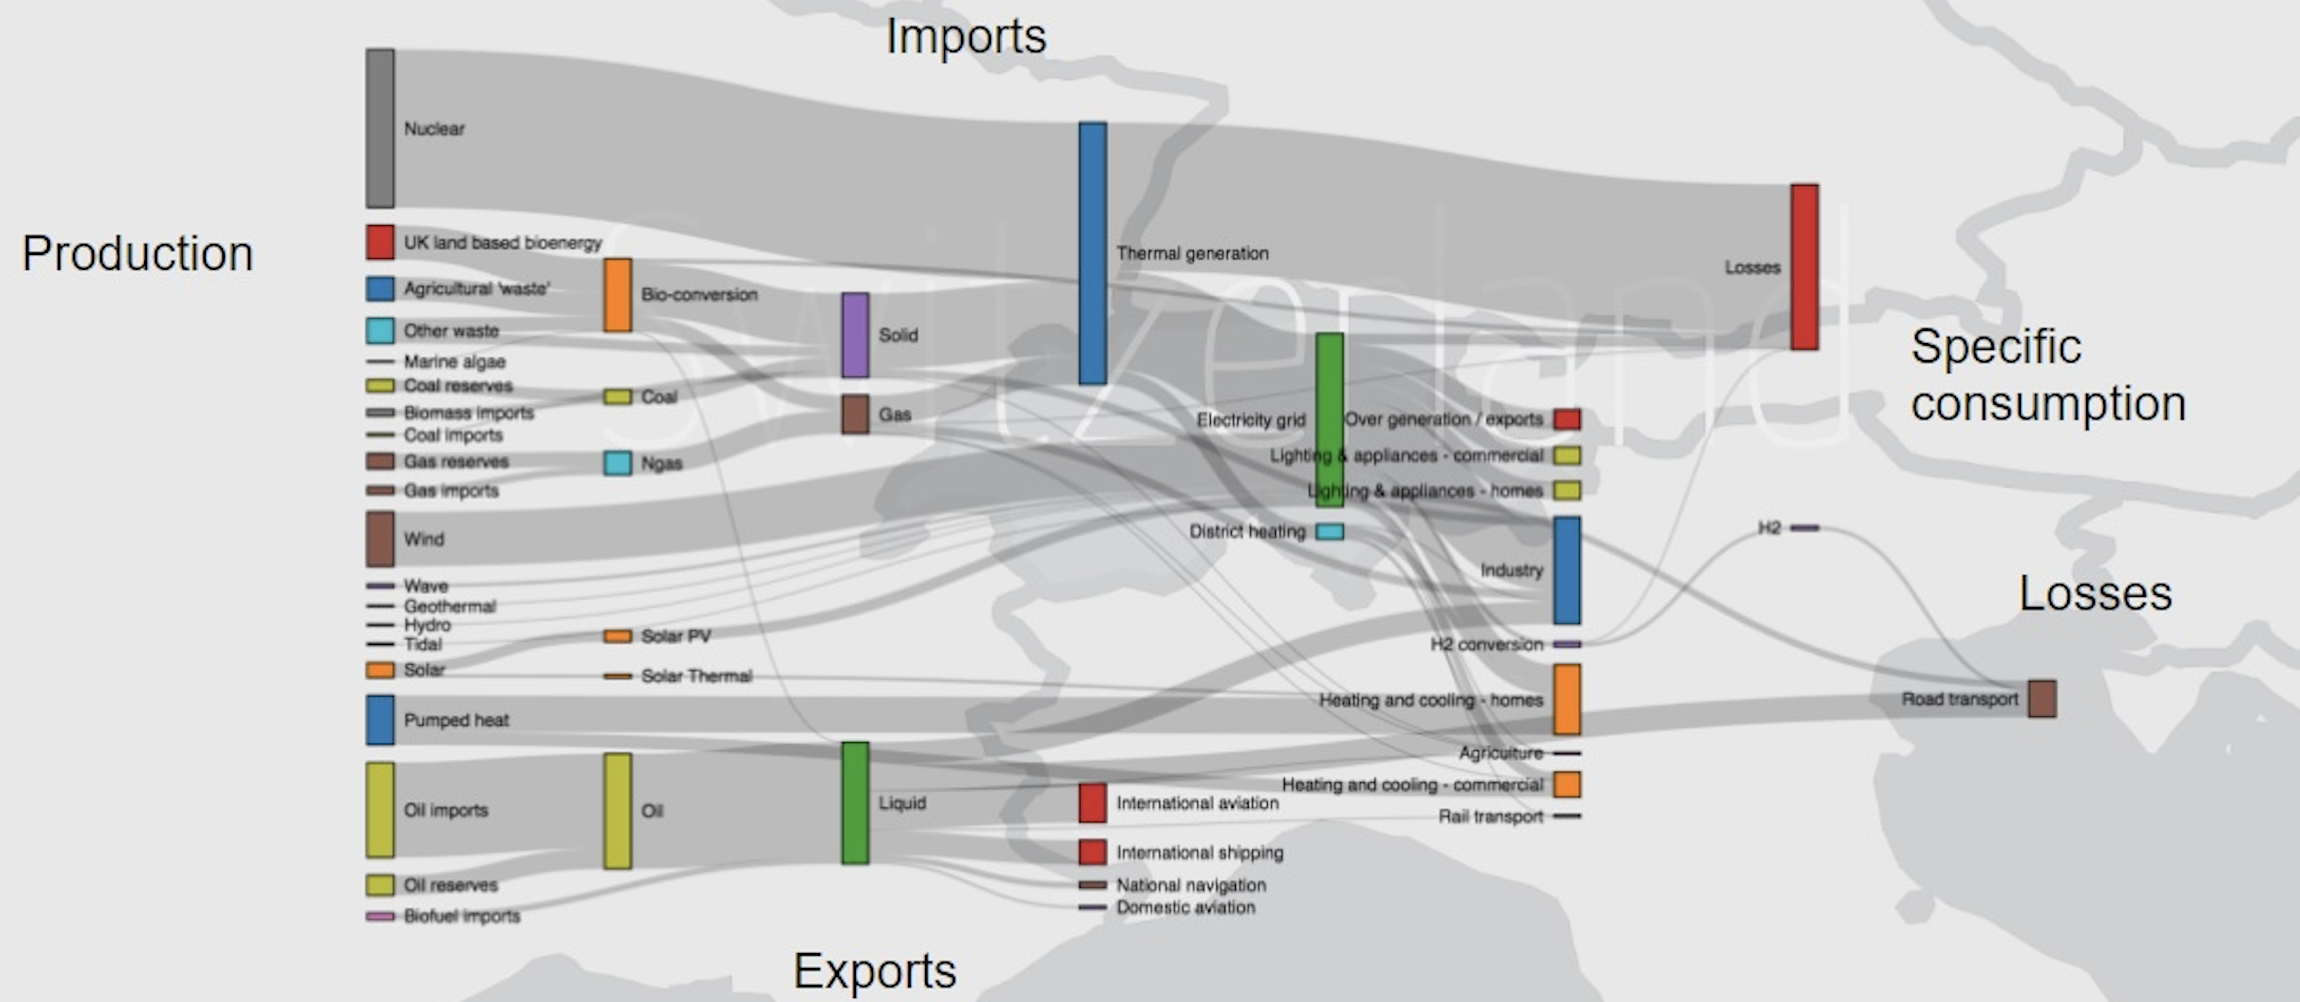 Imports
Production
Exports
Specific
consumption
Losses
Switzerland
Nuclear
UK land based bioenergy
Agricultural 'waste'
Other waste
Marine algae
Coal reserves
Biomass imports
Coal imports
Gas reserves
Gas imports
Wind
Wave
Geothermal
Hydro
Tidal
Solar
Pumped heat
Oil imports
Oil reserves
Biofuel imports
Bio-conversion
Coal
Ngas
Solar PV
Solar Thermal
Oil
Solid
Gas
Liquid
Thermal generation
International aviation
International shipping
National navigation
Domestic aviation
Electricity grid
District heating
Over generation / exports
Lighting & appliances - commercial
Lighting & appliances - homes
Industry
H2 conversion
Heating and cooling - homes
Agriculture
Heating and cooling - commercial
Rail transport
Losses
H2
Road transport